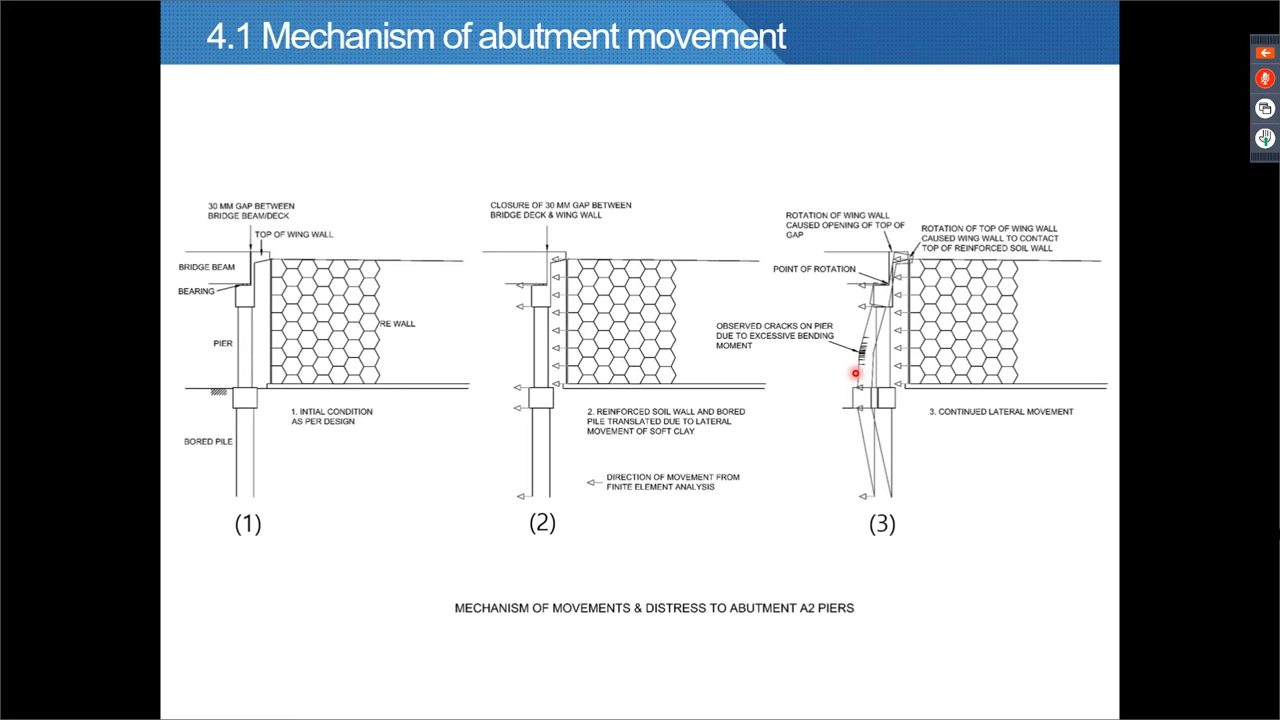 4.1 Mechanism of abutment movement
30 MM GAP BETWEEN
BRIDGE BEAM/DECK
TOP OF WING WALL
BRIDGE BEAM
BEARING
RE WALL
PIER
1. INTIAL CONDITION
AS PER DESIGN
BORED PILE
(1)
CLOSURE OF 30 MM GAP BETWEEN
BRIDGE DECK & WING WALL
2. REINFORCED SOIL WALL AND BORED
PILE TRANSLATED DUE TO LATERAL
MOVEMENT OF SOFT CLAY
DIRECTION OF MOVEMENT FROM
FINITE ELEMENT ANALYSIS
(2)
ROTATION OF WING WALL
CAUSED OPENING OF TOP OF
GAP
ROTATION OF TOP OF WING WALL
CAUSED WING WALL TO CONTACT
TOP OF REINFORCED SOIL WALL
POINT OF ROTATION
OBSERVED CRACKS ON PIER
DUE TO EXCESSIVE BENDING
MOMENT
3. CONTINUED LATERAL MOVEMENT
(3)
MECHANISM OF MOVEMENTS & DISTRESS TO ABUTMENT A2 PIERS